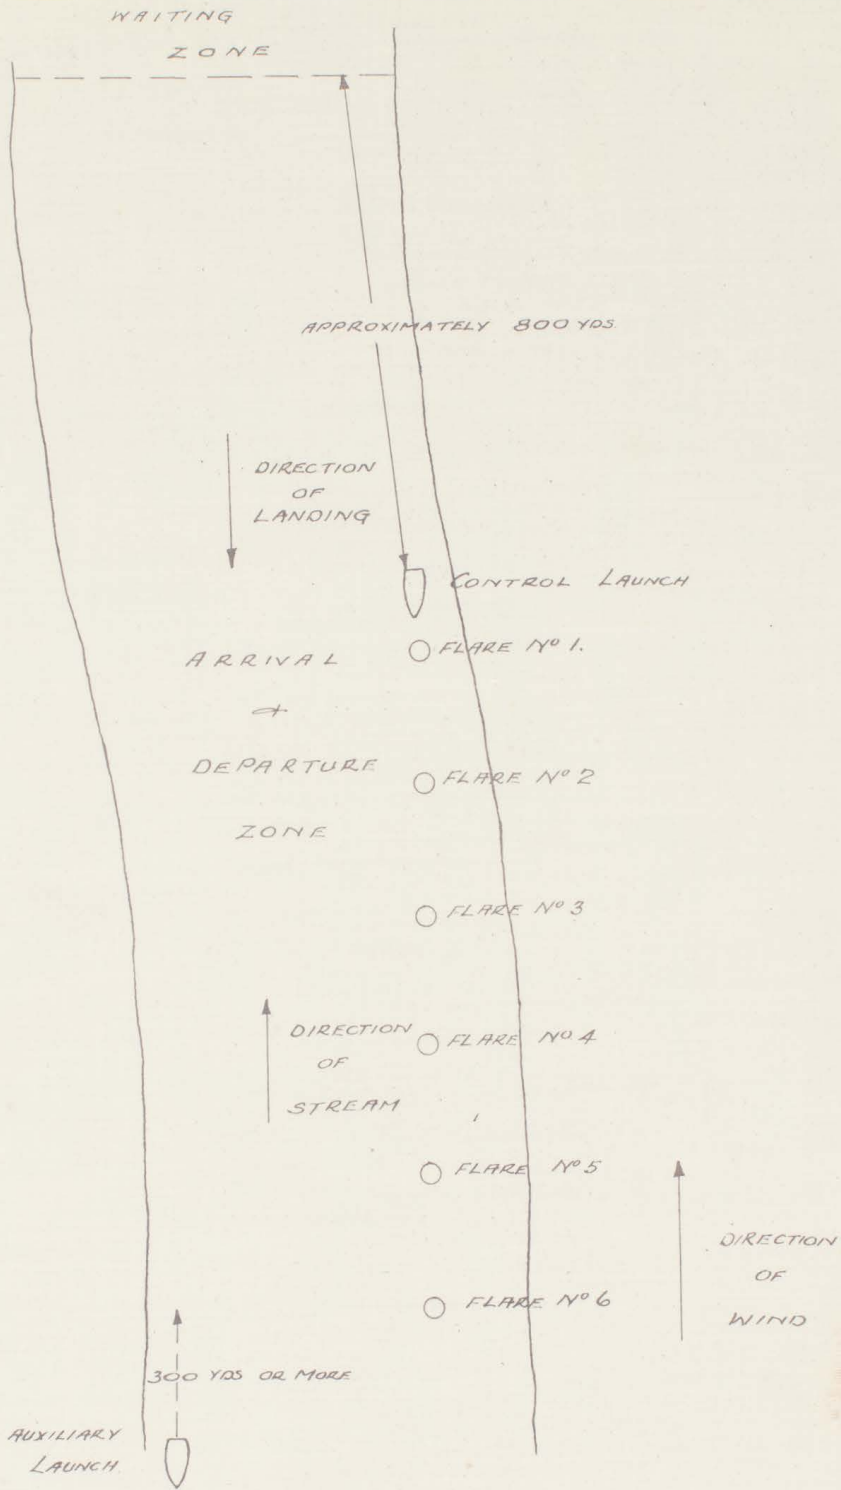 WAITING
ZONE
APPROXIMATELY 800 YDS.
DIRECTION
OF
LANDING
CONTROL LAUNCH
FLARE Nº 1.
ARRIVAL
&
DEPARTURE
ZONE
FLARE Nº 2
FLARE Nº 3
DIRECTION
OF
STREAM
FLARE Nº 4
FLARE Nº 5
DIRECTION
OF
WIND
FLARE Nº 6
300 YDS OR MORE
AUXILIARY
LAUNCH